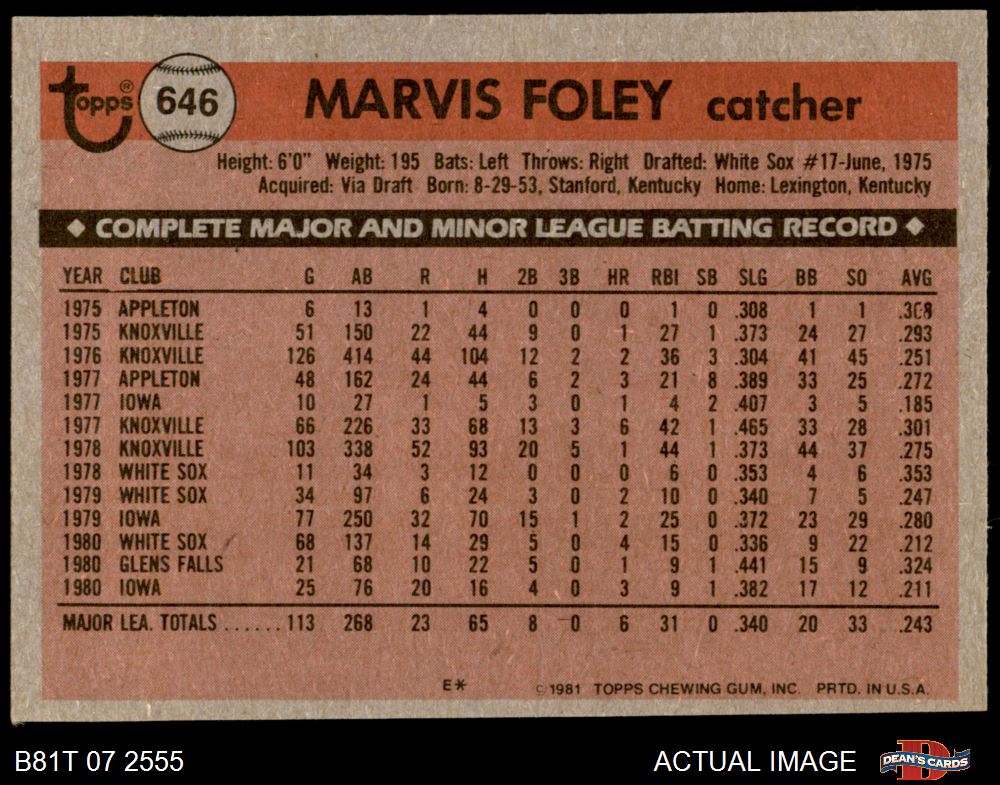 Topps® 646 MARVIS FOLEY catcher
Height: 6'0" Weight: 195 Bats: Left Throws: Right Drafted: White Sox #17-June, 1975
Acquired: Via Draft Born: 8-29-53, Stanford, Kentucky Home: Lexington, Kentucky
◆ COMPLETE MAJOR AND MINOR LEAGUE BATTING RECORD ◆
YEAR CLUB G AB R H 2B 3B HR RBI SB SLG BB SO AVG
1975 APPLETON 6 13 1 4 0 0 0 1 0 .308 1 1 .308
1975 KNOXVILLE 51 150 22 44 9 0 1 27 1 .373 24 27 .293
1976 KNOXVILLE 126 414 44 104 12 2 2 36 3 .304 41 45 .251
1977 APPLETON 48 162 24 44 6 2 3 21 8 .389 33 25 .272
1977 IOWA 10 27 1 5 3 0 1 4 2 .407 3 5 .185
1977 KNOXVILLE 66 226 33 68 13 3 6 42 1 .465 33 28 .301
1978 KNOXVILLE 103 338 52 93 20 5 1 44 1 .373 44 37 .275
1978 WHITE SOX 11 34 3 12 0 0 0 6 0 .353 4 6 .353
1979 WHITE SOX 34 97 6 24 3 0 2 10 0 .340 7 5 .247
1979 IOWA 77 250 32 70 15 1 2 25 0 .372 23 29 .280
1980 WHITE SOX 68 137 14 29 5 0 4 15 0 .336 9 22 .212
1980 GLENS FALLS 21 68 10 22 5 0 1 9 1 .441 15 9 .324
1980 IOWA 25 76 20 16 4 0 3 9 1 .382 17 12 .211
MAJOR LEA. TOTALS ...... 113 268 23 65 8 0 6 31 0 .340 20 33 .243
E* ©1981 TOPPS CHEWING GUM, INC. PRTD. IN U.S.A.
B81T 07 2555 ACTUAL IMAGE D DEAN'S CARDS